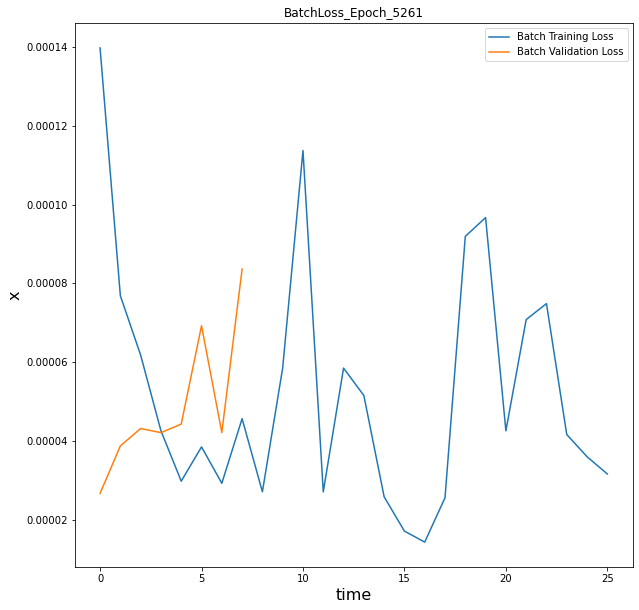 BatchLoss_Epoch_5261
Batch Training Loss
Batch Validation Loss
0.00014
0.00012
0.00010
0.00008
0.00006
0.00004
0.00002
x
0 5 10 15 20 25
time